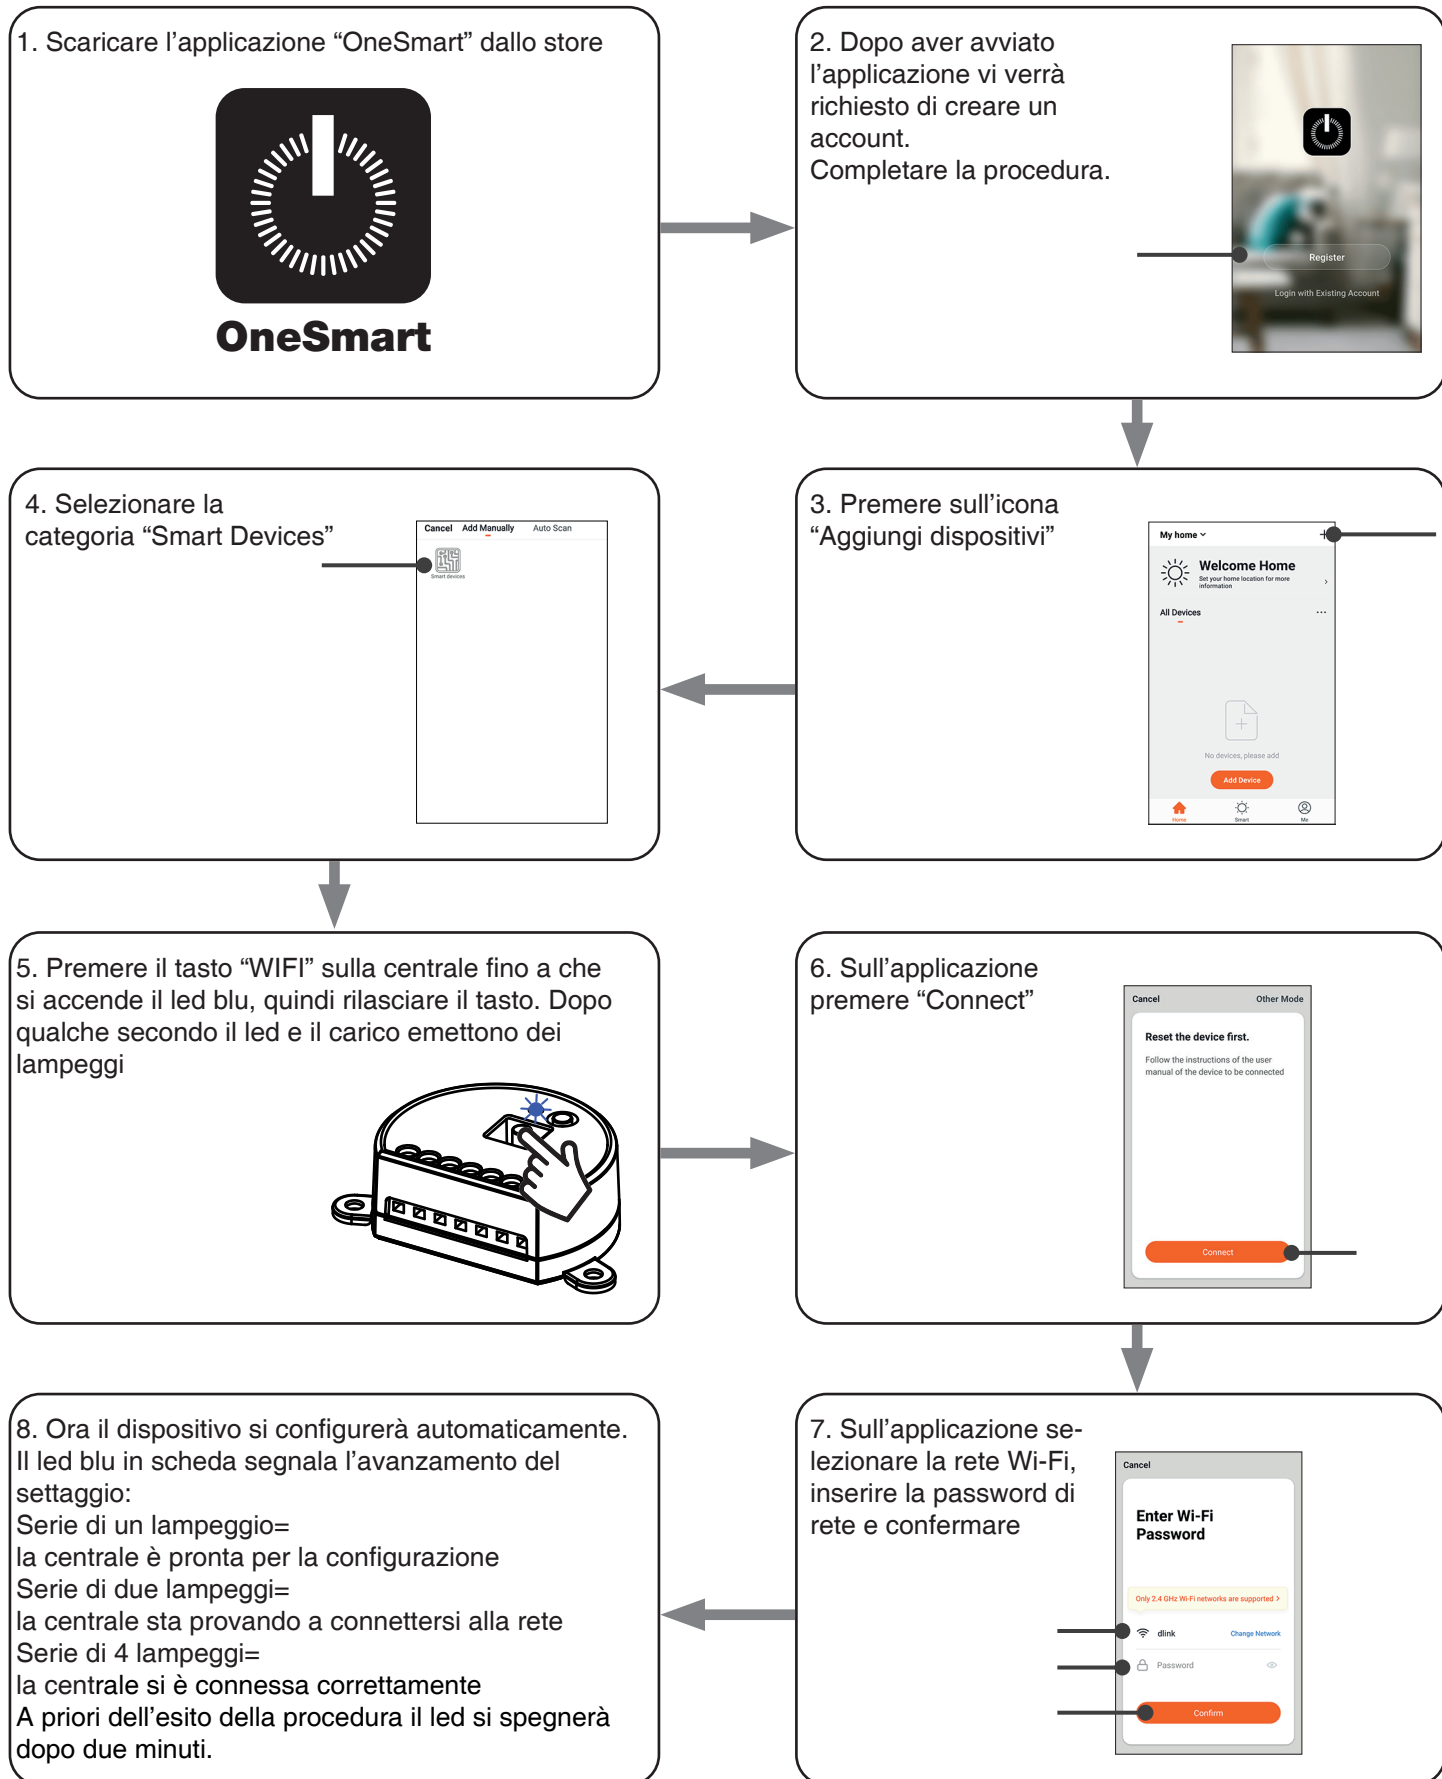 1. Scaricare l’applicazione “OneSmart” dallo store
OneSmart
2. Dopo aver avviato
l’applicazione vi verrà
richiesto di creare un
account.
Completare la procedura.
Register
Login with Existing Account
3. Premere sull’icona
“Aggiungi dispositivi”
My home
Welcome Home
Set your home location for more
information
All Devices
No devices, please add
Add Device
Home
Smart
Me
4. Selezionare la
categoria “Smart Devices”
Cancel Add Manually Auto Scan
Smart devices
5. Premere il tasto “WIFI” sulla centrale fino a che
si accende il led blu, quindi rilasciare il tasto. Dopo
qualche secondo il led e il carico emettono dei
lampeggi
6. Sull’applicazione
premere “Connect”
Cancel Other Mode
Reset the device first.
Follow the instructions of the user
manual of the device to be connected
Connect
7. Sull’applicazione se-
lezionare la rete Wi-Fi,
inserire la password di
rete e confermare
Cancel
Enter Wi-Fi
Password
Only 2.4 GHz Wi-Fi networks are supported >
dlink Change Network
Password
Confirm
8. Ora il dispositivo si configurerà automaticamente.
Il led blu in scheda segnala l’avanzamento del
settaggio:
Serie di un lampeggio=
la centrale è pronta per la configurazione
Serie di due lampeggi=
la centrale sta provando a connettersi alla rete
Serie di 4 lampeggi=
la centrale si è connessa correttamente
A priori dell’esito della procedura il led si spegnerà
dopo due minuti.